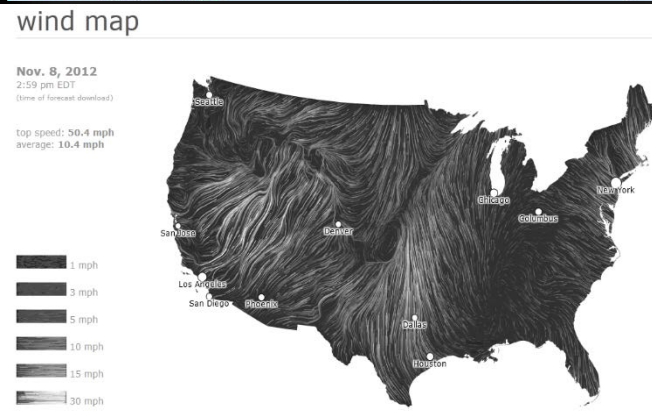 wind map
Nov. 8, 2012
2:59 pm EDT
(time of forecast download)
top speed: 50.4 mph
average: 10.4 mph
1 mph
3 mph
5 mph
10 mph
15 mph
30 mph
Seattle
San Jose
Los Angeles
San Diego
Phoenix
Denver
Dallas
Houston
Chicago
Columbus
New York